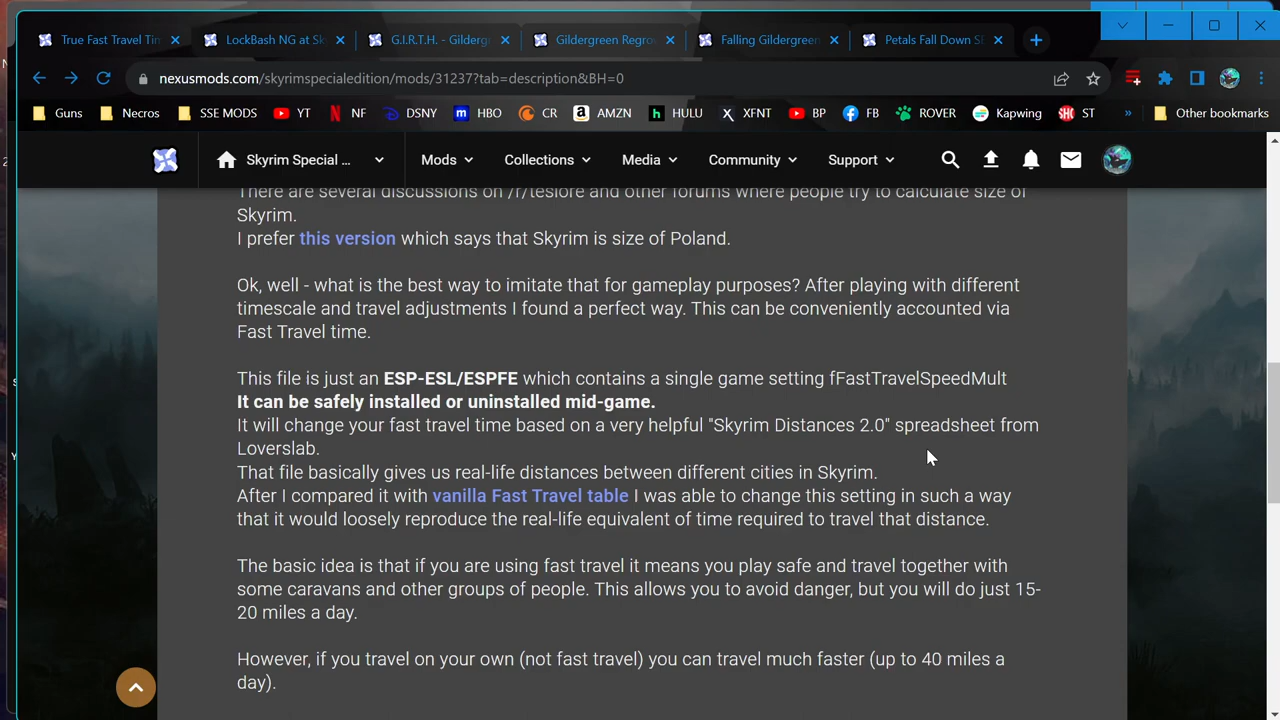 True Fast Travel Tim
LockBash NG at Sk
G.I.R.T.H. - Gilderg
Gildergreen Regrow
Falling Gildergreen
Petals Fall Down S
nexusmods.com/skyrimspecialedition/mods/31237?tab=description&BH=0
Guns
Necros
SSE MODS
YT
NF
DSNY
HBO
CR
AMZN
HULU
XFNT
BP
FB
ROVER
Kapwing
ST
»
Other bookmarks
Skyrim Special ...
Mods
Collections
Media
Community
Support
There are several discussions on /r/teslore and other forums where people try to calculate size of
Skyrim.
I prefer this version which says that Skyrim is size of Poland.
Ok, well - what is the best way to imitate that for gameplay purposes? After playing with different
timescale and travel adjustments I found a perfect way. This can be conveniently accounted via
Fast Travel time.
This file is just an ESP-ESL/ESPFE which contains a single game setting fFastTravelSpeedMult
It can be safely installed or uninstalled mid-game.
It will change your fast travel time based on a very helpful "Skyrim Distances 2.0" spreadsheet from
Loverslab.
That file basically gives us real-life distances between different cities in Skyrim.
After I compared it with vanilla Fast Travel table I was able to change this setting in such a way
that it would loosely reproduce the real-life equivalent of time required to travel that distance.
The basic idea is that if you are using fast travel it means you play safe and travel together with
some caravans and other groups of people. This allows you to avoid danger, but you will do just 15-
20 miles a day.
However, if you travel on your own (not fast travel) you can travel much faster (up to 40 miles a
day).